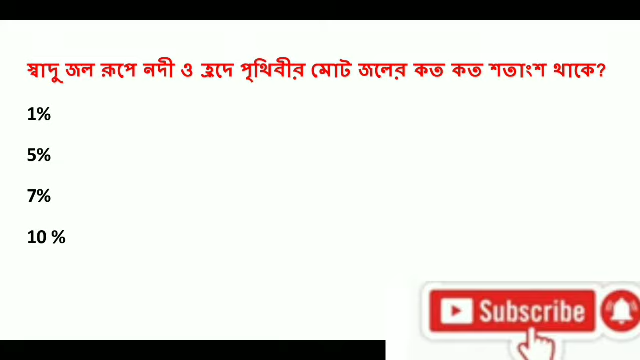 স্বাদু জল রূপে নদী ও হ্রদে পৃথিবীর মোট জলের কত কত শতাংশ থাকে?
1%
5%
7%
10 %
Subscribe